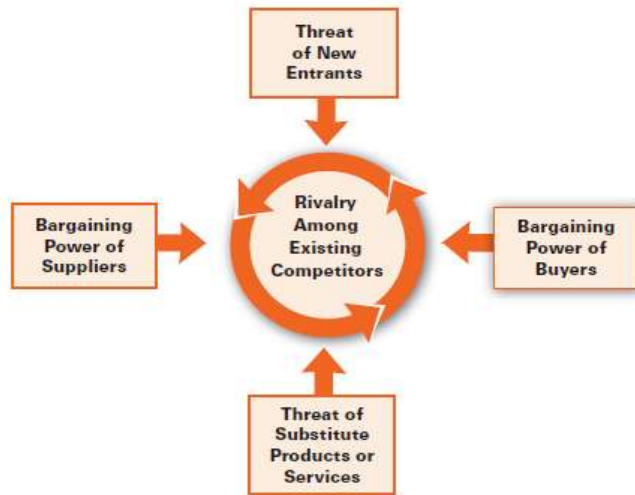 Threat
of New
Entrants
Bargaining
Power of
Suppliers
Rivalry
Among
Existing
Competitors
Bargaining
Power of
Buyers
Threat of
Substitute
Products or
Services